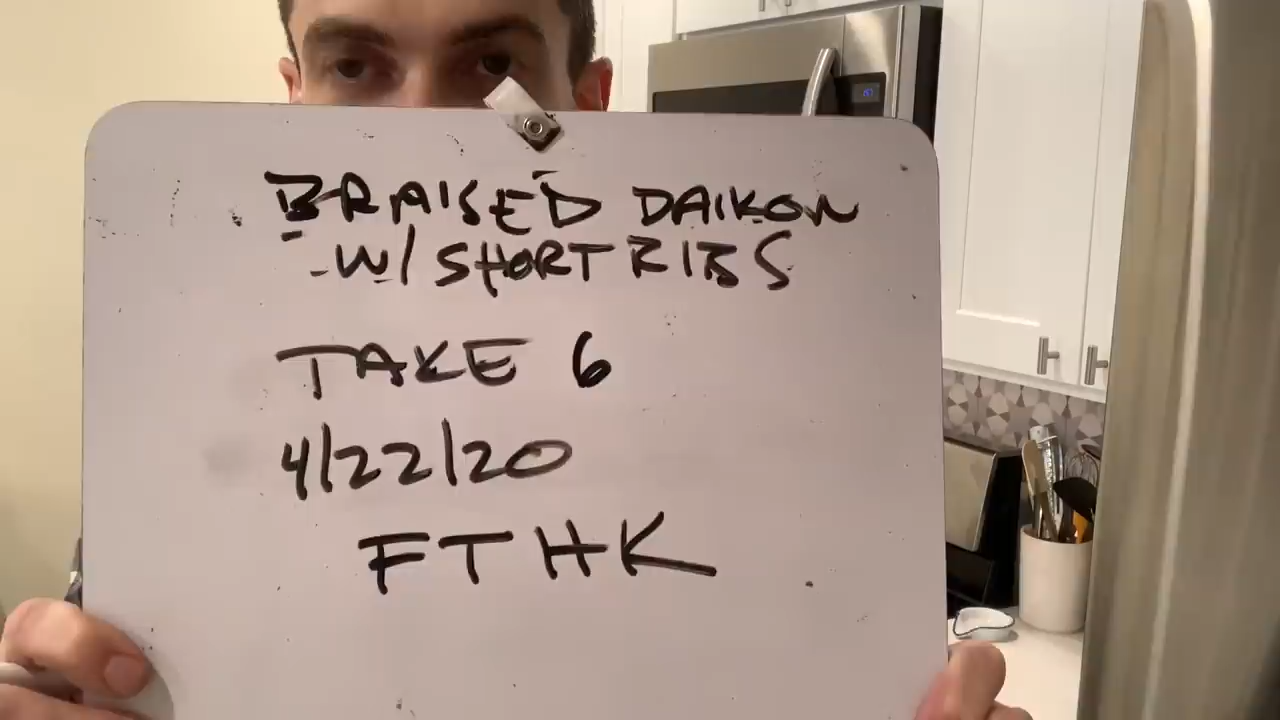 BRAISED DAIKON
W/ SHORT RIBS
TAKE 6
4/22/20
FTHK